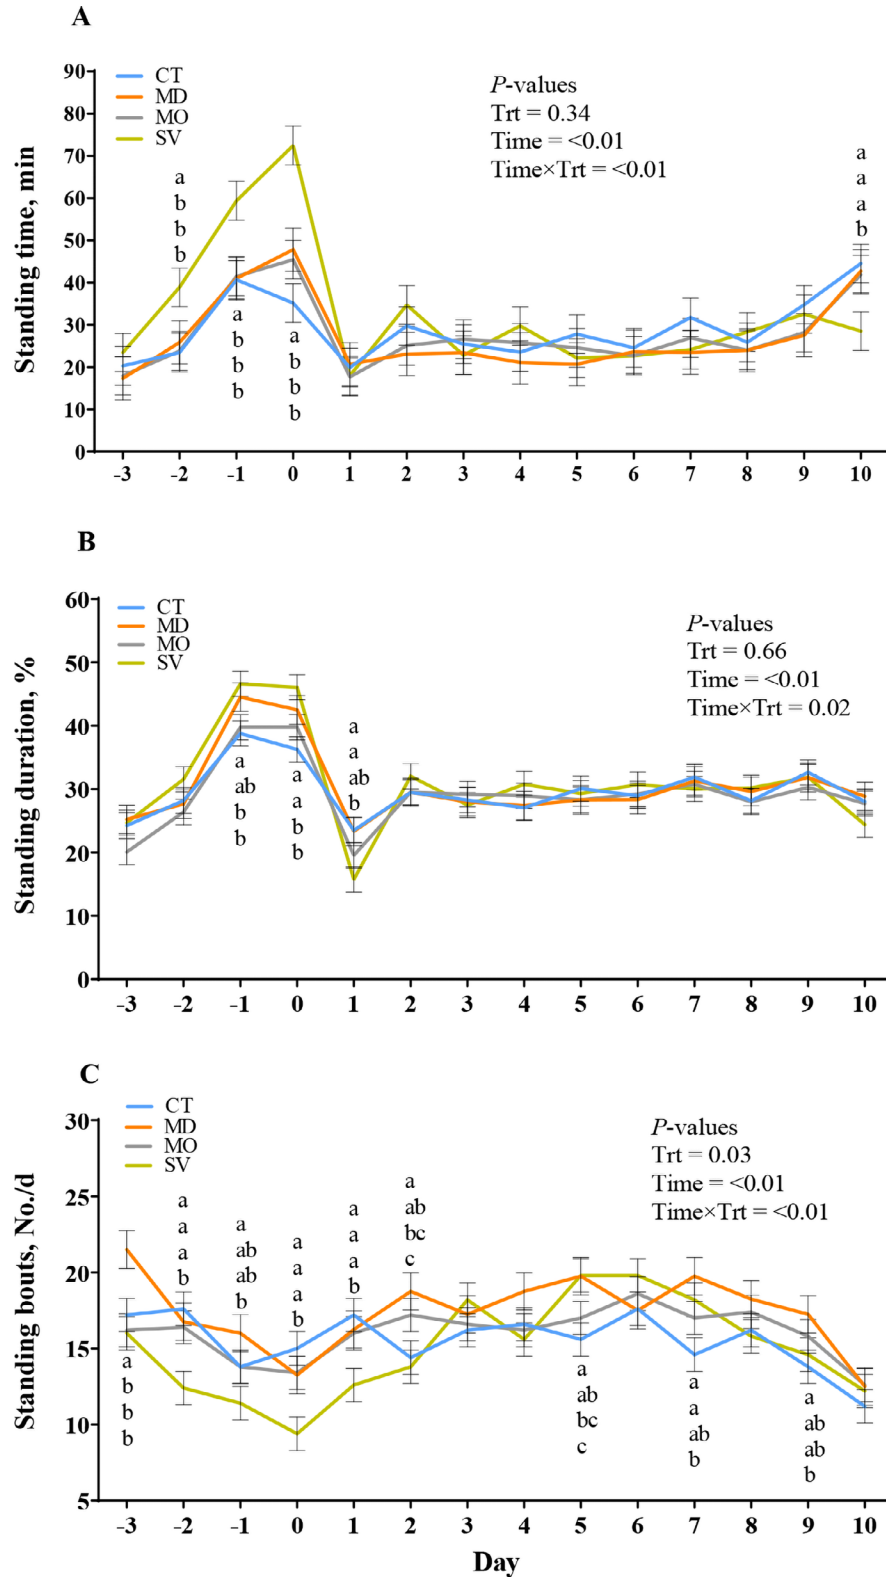 A
90
80
70
60
50
40
30
20
10
0
Standing time, min
CT
MD
MO
SV
P-values
Trt = 0.34
Time = <0.01
Time×Trt = <0.01
a
b
b
b
a
b
b
b
a
b
b
b
a
a
a
b
-3 -2 -1 0 1 2 3 4 5 6 7 8 9 10
B
60
50
40
30
20
10
0
Standing duration, %
CT
MD
MO
SV
P-values
Trt = 0.66
Time = <0.01
Time×Trt = 0.02
a
ab
b
b
a
a
b
b
a
a
ab
b
-3 -2 -1 0 1 2 3 4 5 6 7 8 9 10
C
30
25
20
15
10
5
Standing bouts, No./d
CT
MD
MO
SV
P-values
Trt = 0.03
Time = <0.01
Time×Trt = <0.01
a
b
b
b
a
a
a
b
a
ab
ab
b
a
a
a
b
a
a
a
b
a
ab
bc
c
a
ab
bc
c
a
a
ab
b
a
ab
ab
b
-3 -2 -1 0 1 2 3 4 5 6 7 8 9 10
Day